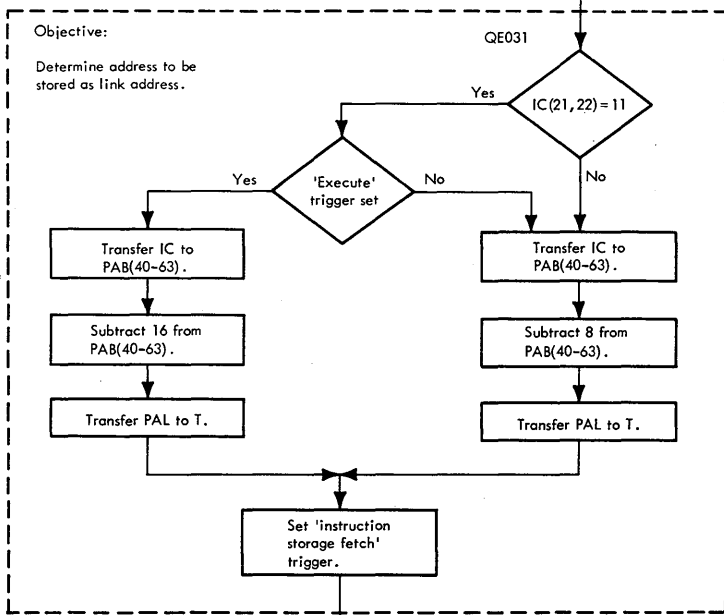 Objective:
Determine address to be
stored as link address.
QE031
IC(21,22)=11
Yes
No
'Execute'
trigger set
Yes
No
Transfer IC to
PAB(40-63).
Transfer IC to
PAB(40-63).
Subtract 16 from
PAB(40-63).
Subtract 8 from
PAB(40-63).
Transfer PAL to T.
Transfer PAL to T.
Set 'instruction
storage fetch'
trigger.